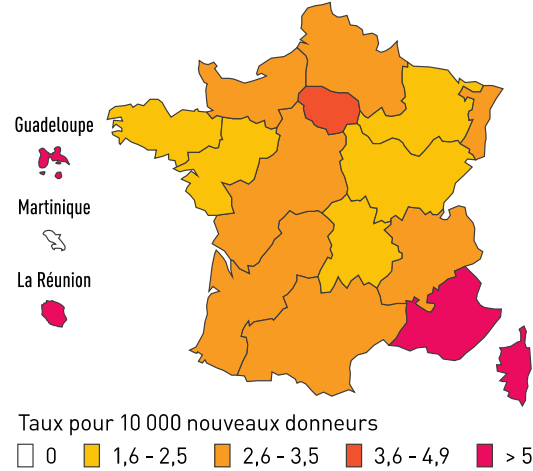 Guadeloupe
Martinique
La Réunion
Taux pour 10 000 nouveaux donneurs
0 1,6 - 2,5 2,6 - 3,5 3,6 - 4,9 > 5